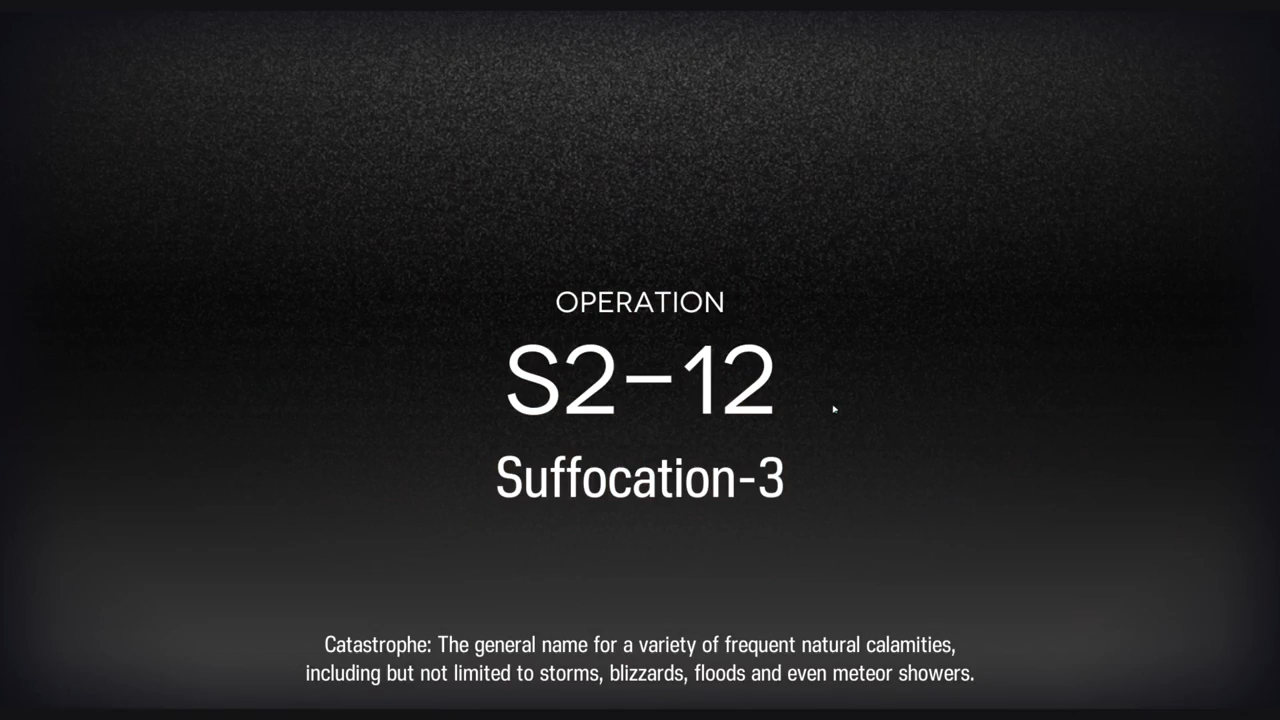 OPERATION
S2-12
Suffocation-3
Catastrophe: The general name for a variety of frequent natural calamities,
including but not limited to storms, blizzards, floods and even meteor showers.